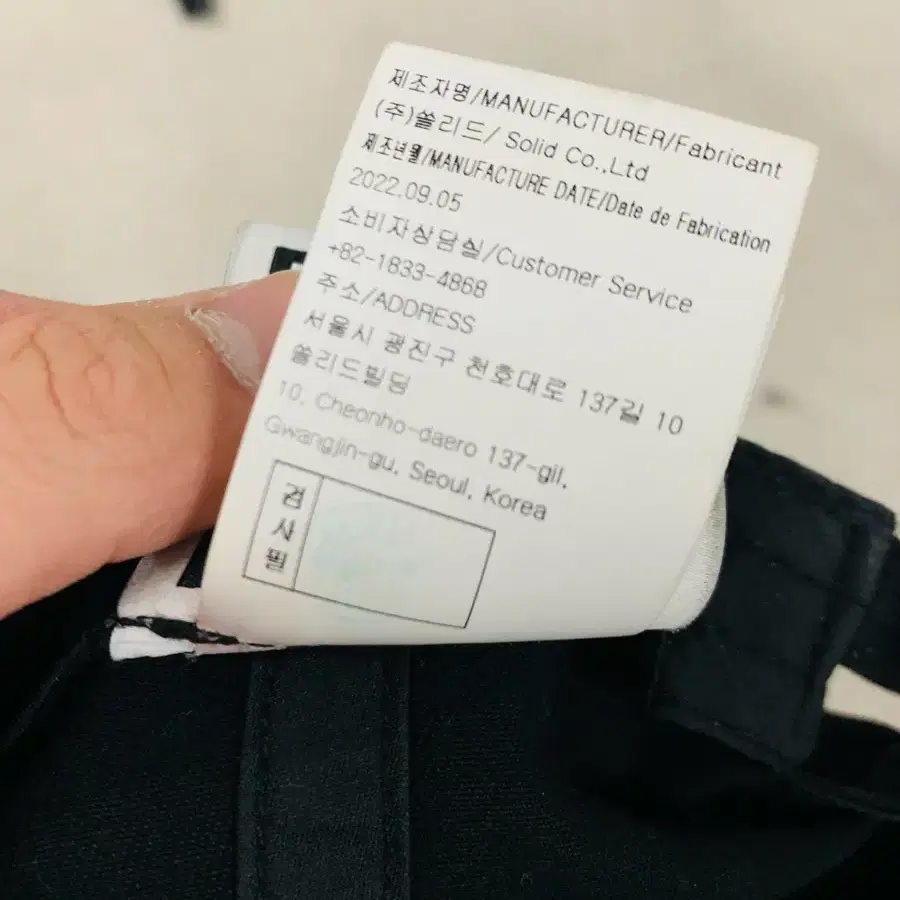 제조자명/MANUFACTURER/Fabricant
(주)쏠리드/ Solid Co.,Ltd
제조년월/MANUFACTURE DATE/Date de Fabrication
2022.09.05
소비자상담실/Customer Service
+82-1833-4868
주소/ADDRESS
서울시 광진구 천호대로 137길 10
쏠리드빌딩
10, Cheonho-daero 137-gil,
Gwangjin-gu, Seoul, Korea
검사필